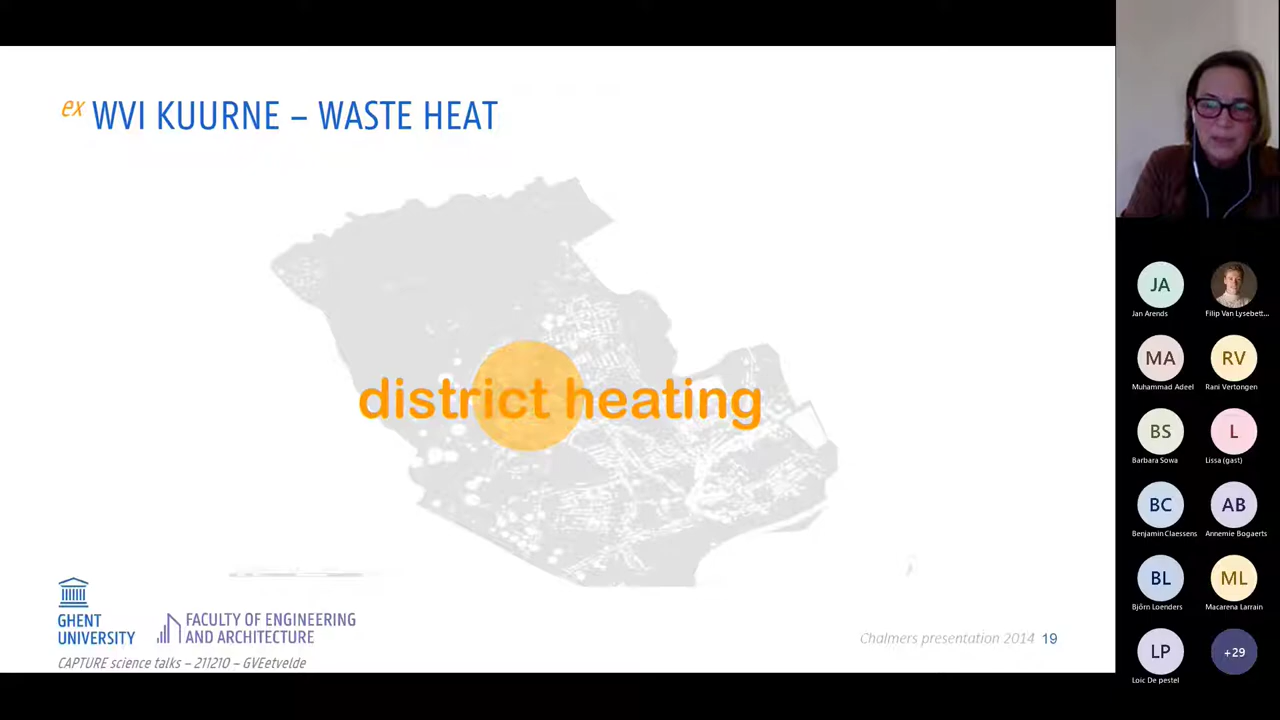 ex WVI KUURNE – WASTE HEAT
district heating
GHENT
UNIVERSITY
FACULTY OF ENGINEERING
AND ARCHITECTURE
CAPTURE science talks – 211210 – GVEetvelde
Chalmers presentation 2014 19
JA
Jan Arends
Filip Van Lysebett...
MA
RV
Muhammad Adeel
Rani Vertongen
BS
L
Barbara Sowa
Lissa (gast)
BC
AB
Benjamin Claessens
Annemie Bogaerts
BL
ML
Björn Loenders
Macarena Larrain
LP
+29
Loic De pestel